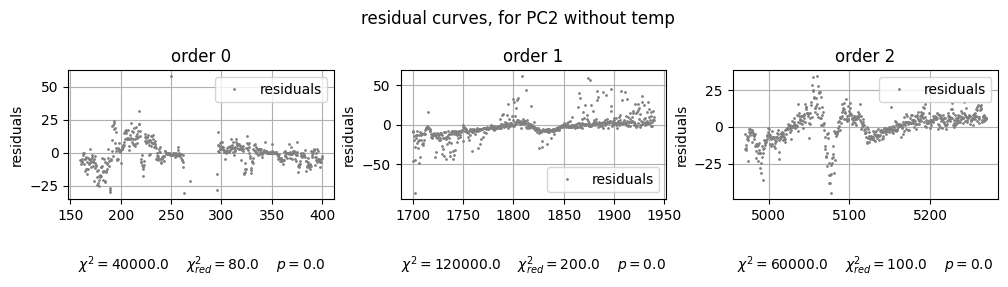 residual curves, for PC2 without temp
order 0
residuals
50
25
0
−25
150 200 250 300 350 400
residuals
χ² = 40000.0 χ²red = 80.0 p = 0.0
order 1
residuals
50
0
−50
1700 1750 1800 1850 1900 1950
residuals
χ² = 120000.0 χ²red = 200.0 p = 0.0
order 2
residuals
25
0
−25
5000 5100 5200
residuals
χ² = 60000.0 χ²red = 100.0 p = 0.0